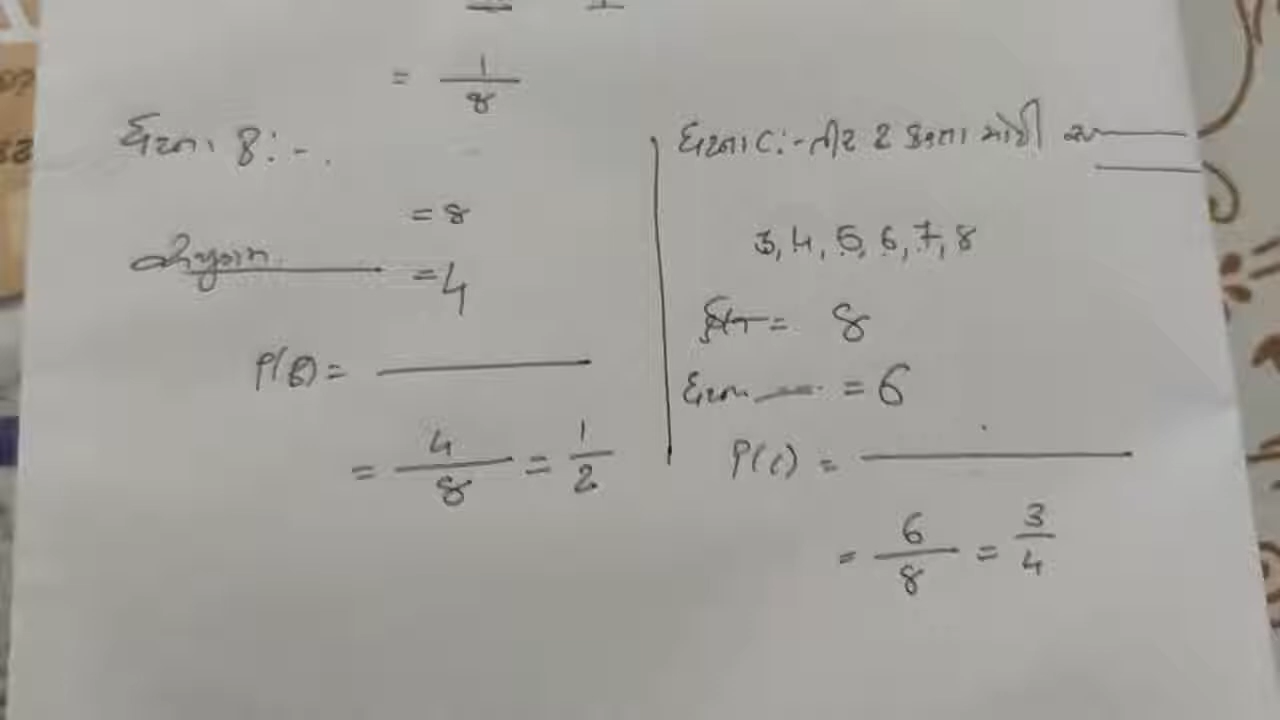 = 1/8
ઘટના B:-.
= 8
= 4
P(B) =
= 4/8 = 1/2
ઘટના C:- તીર 2 કરતા મોટી
3, 4, 5, 6, 7, 8
= 8
ઘટના = 6
P(C) =
= 6/8 = 3/4